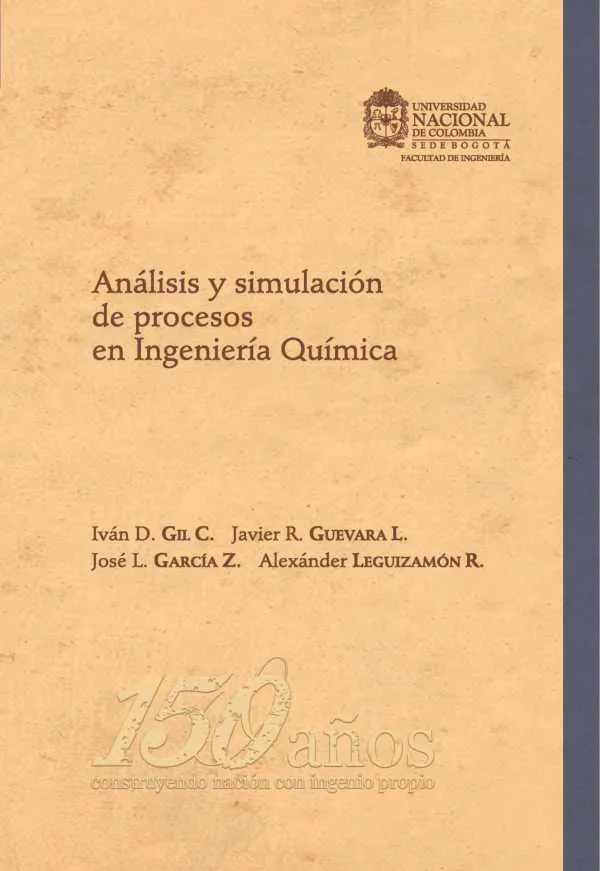 UNIVERSIDAD
NACIONAL
DE COLOMBIA
SEDE BOGOTÁ
FACULTAD DE INGENIERÍA
Análisis y simulación
de procesos
en Ingeniería Química
Iván D. GIL C. Javier R. GUEVARA L.
José L. GARCÍA Z. Alexánder LEGUIZAMÓN R.
150 años
construyendo nación con ingenio propio